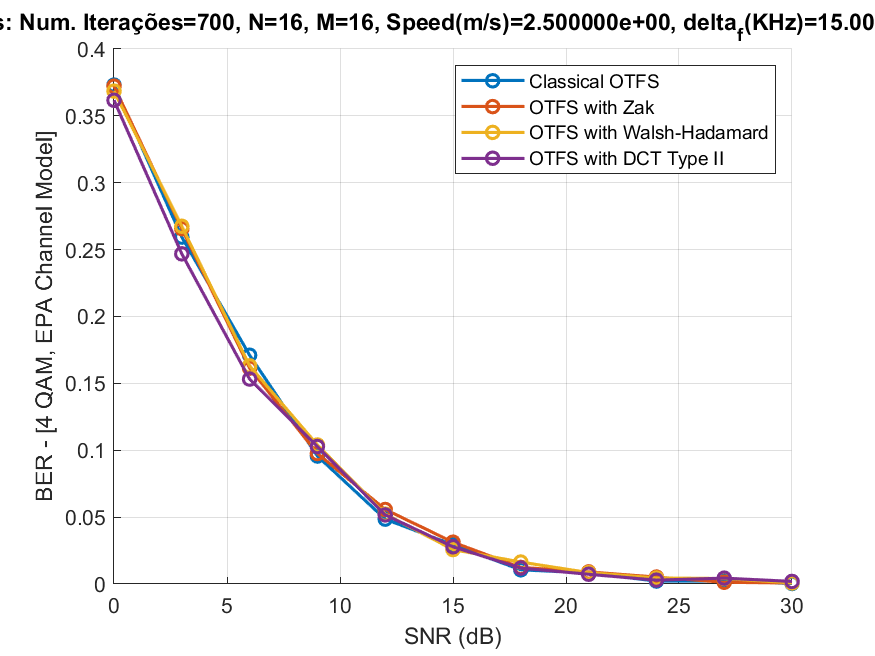 s: Num. Iterações=700, N=16, M=16, Speed(m/s)=2.500000e+00, delta_f(KHz)=15.00
0.4
0.35
0.3
0.25
0.2
0.15
0.1
0.05
0
BER - [4 QAM, EPA Channel Model]
Classical OTFS
OTFS with Zak
OTFS with Walsh-Hadamard
OTFS with DCT Type II
0 5 10 15 20 25 30
SNR (dB)